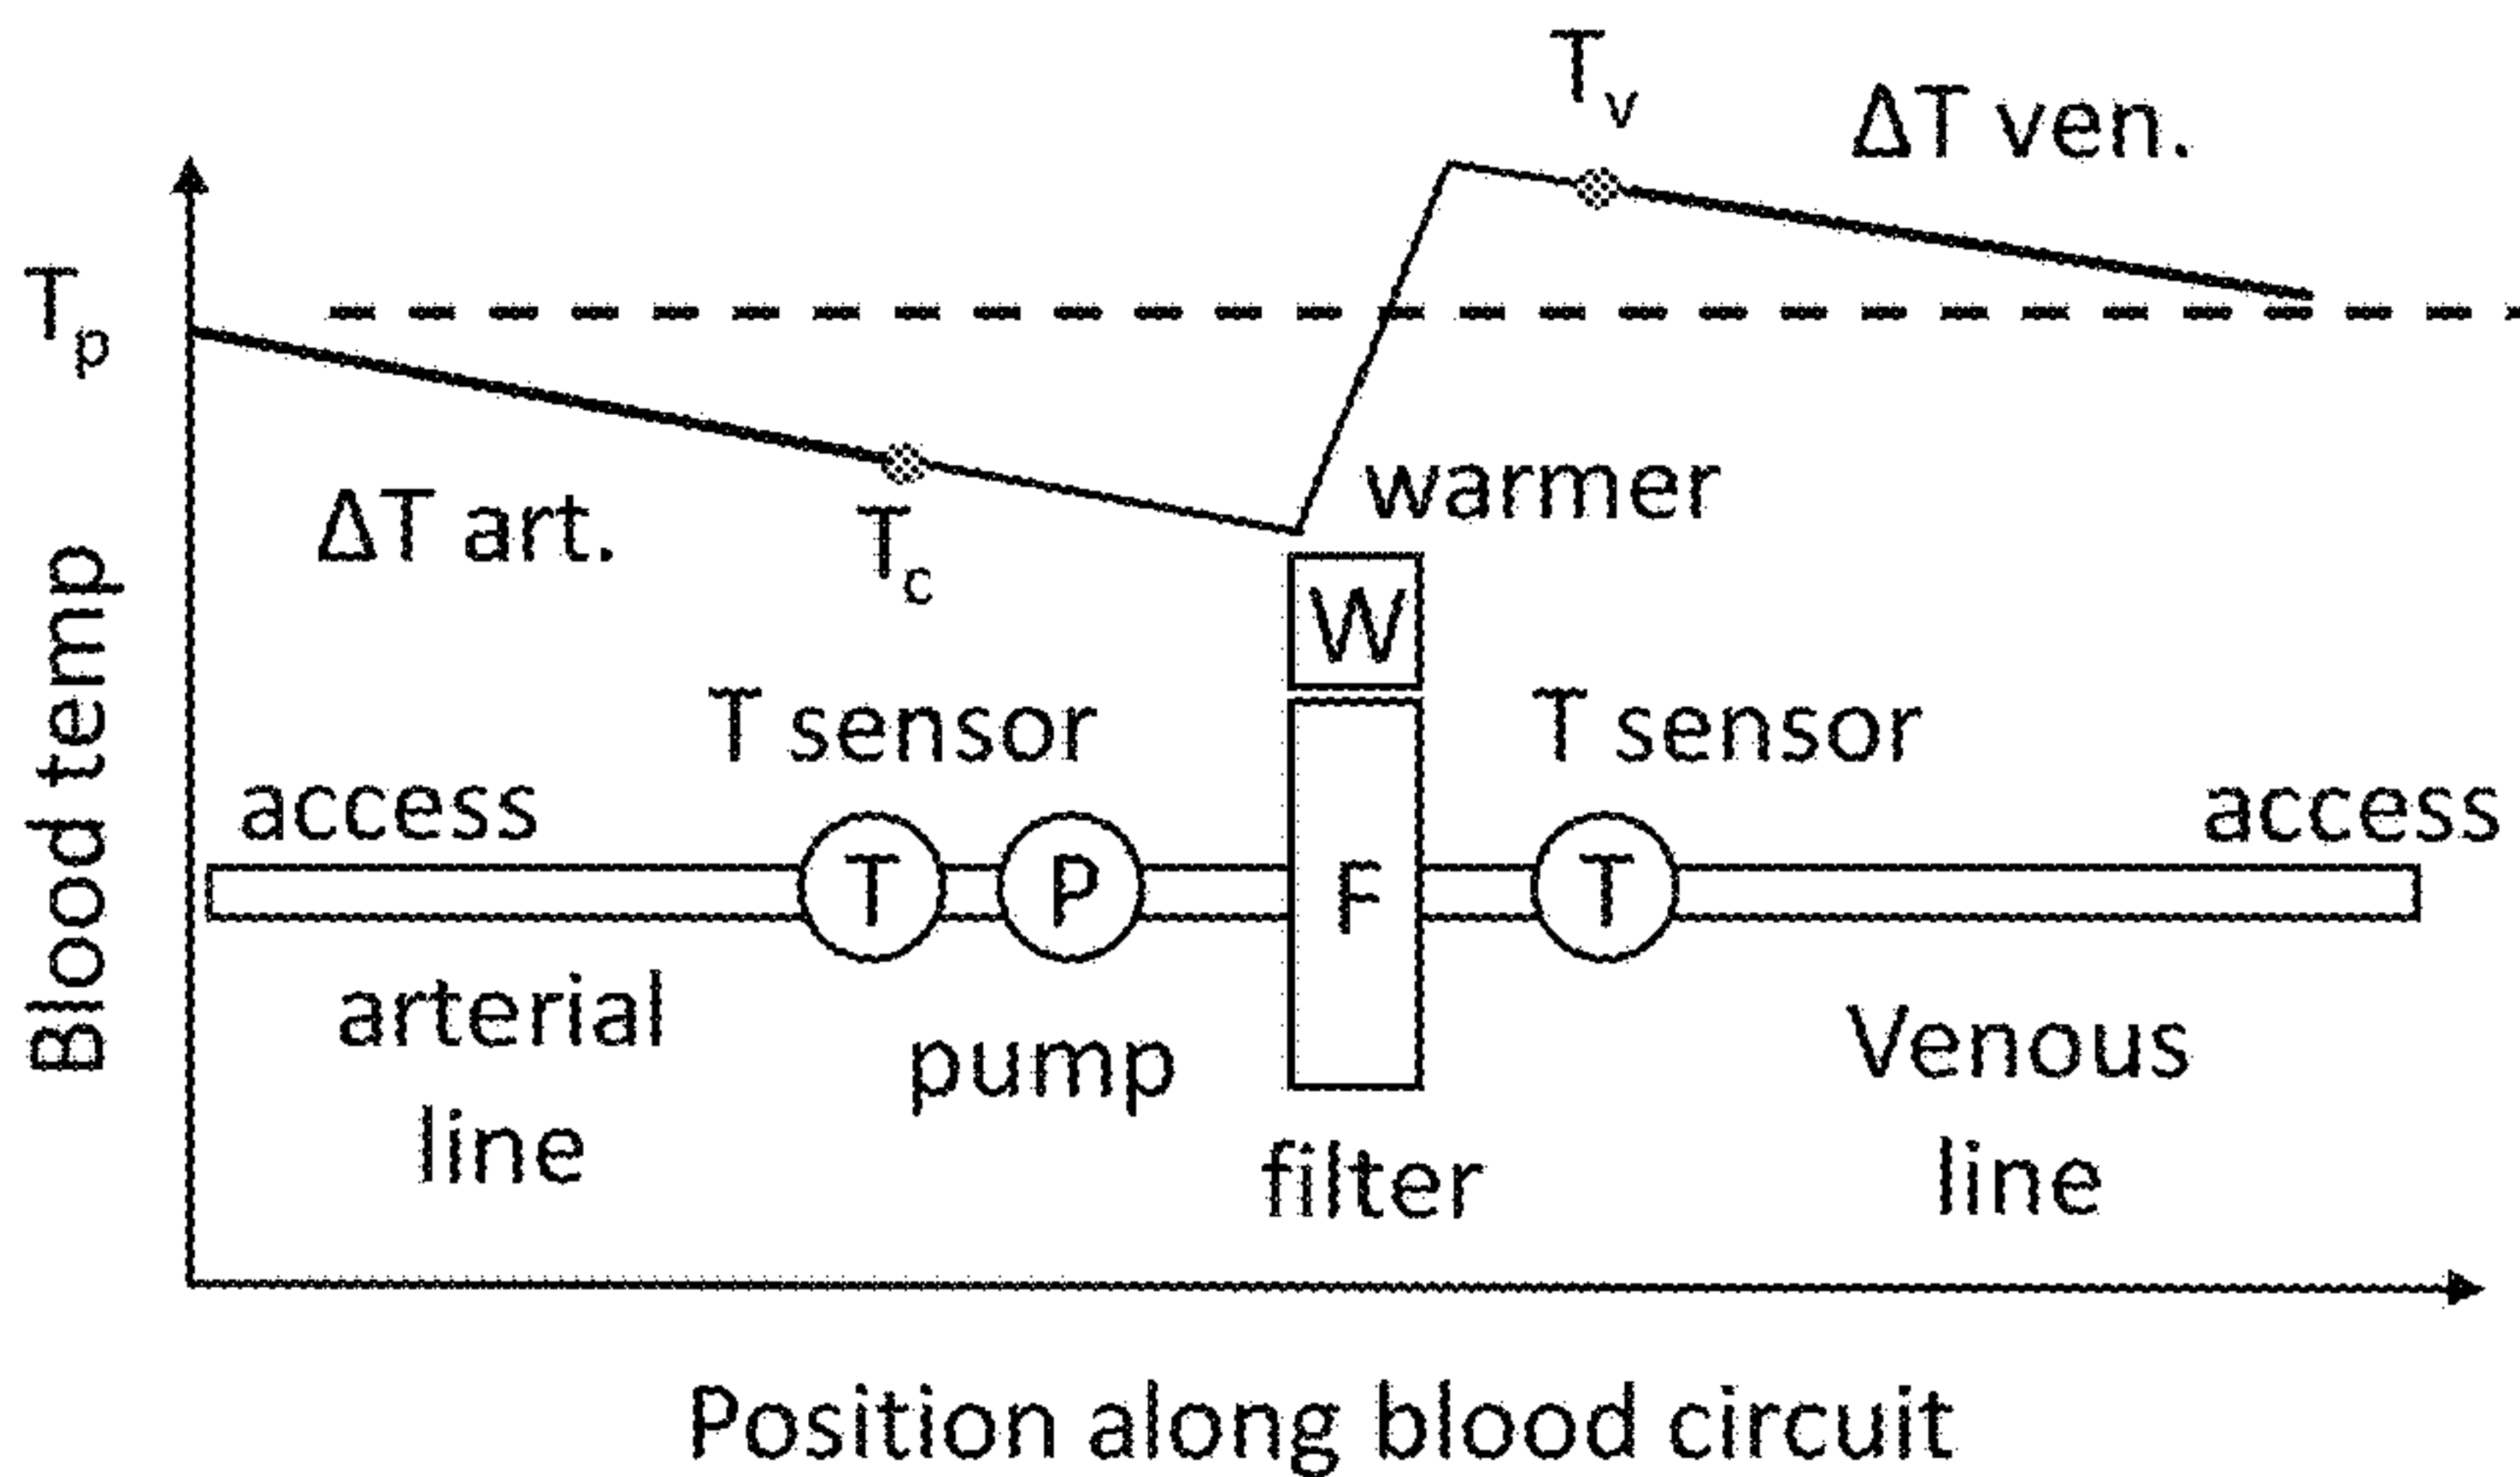 Tv
ΔT ven.
Tp
ΔT art.
Tc
warmer
W
T sensor
T sensor
access
access
T
P
F
T
arterial
line
pump
filter
Venous
line
Blood temp
Position along blood circuit